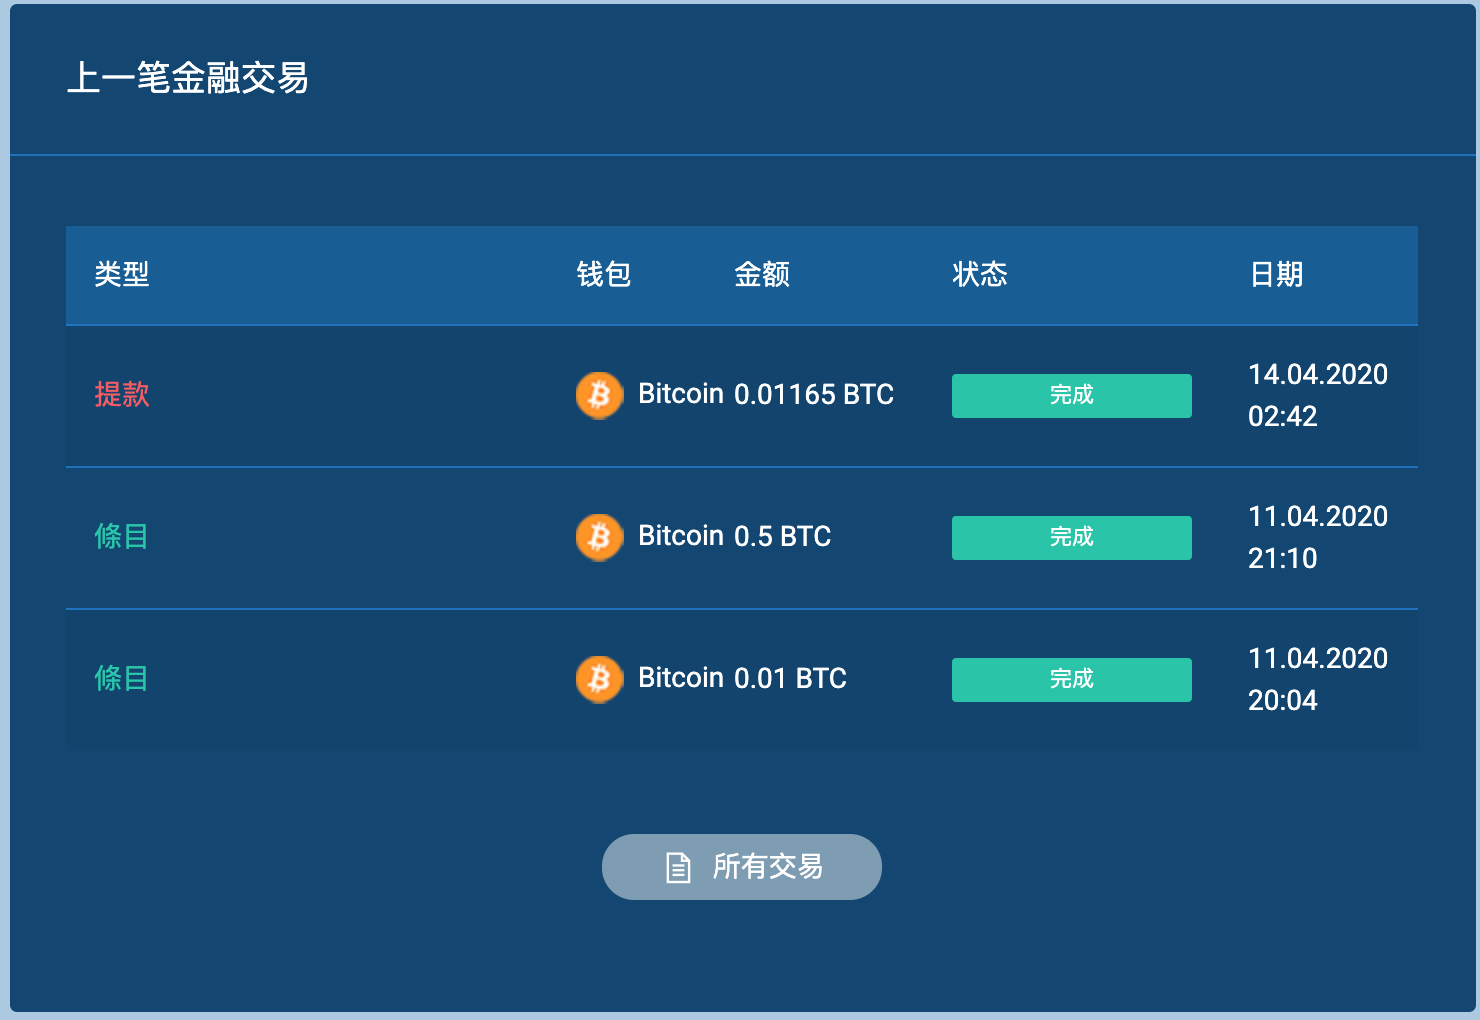 上一笔金融交易
类型 钱包 金额 状态 日期
提款 Bitcoin 0.01165 BTC 完成 14.04.2020 02:42
條目 Bitcoin 0.5 BTC 完成 11.04.2020 21:10
條目 Bitcoin 0.01 BTC 完成 11.04.2020 20:04
所有交易